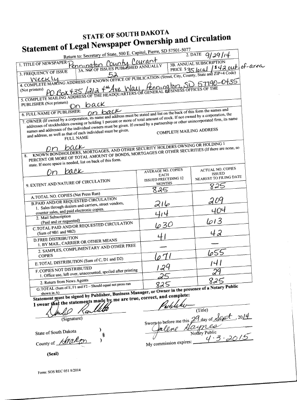 STATE OF SOUTH DAKOTA
Statement of Legal Newspaper Ownership and Circulation
Return to: Secretary of State, 500 E. Capitol, Pierre, SD 57501-5077
1. TITLE OF NEWSPAPER Pennington County Courant
2. DATE 9/29/14
3. FREQUENCY OF ISSUE Weekly
3A. NO. OF ISSUES PUBLISHED ANNUALLY 52
3B. ANNUAL SUBSCRIPTION PRICE $35 local $42 out-of-area
4. COMPLETE MAILING ADDRESS OF KNOWN OFFICE OF PUBLICATION (Street, City, County, State and ZIP-4 Code)
PO Box 435 SD 57790-0435
5. COMPLETE MAILING ADDRESS OF THE HEADQUARTERS OF GENERAL BUSINESS OFFICES OF THE
PUBLISHER (Not printer) on back
6. FULL NAME OF PUBLISHER: on back
7. OWNER (If owned by a corporation, its name and address must be stated and list on the back of this form the names and
addresses of stockholders owning or holding 1 percent or more of total amount of stock. If not owned by a corporation, the
names and addresses of the individual owners must be given. If owned by a partnership or other unincorporated firm, its name
and address, as well as that of each individual must be given.
FULL NAME COMPLETE MAILING ADDRESS
on back
8. KNOWN BONDHOLDERS, MORTGAGES, AND OTHER SECURITY HOLDERS OWNING OR HOLDING 1
PERCENT OR MORE OF TOTAL AMOUNT OF BONDS, MORTGAGES OR OTHER SECURITIES (If there are none, so
state. If more space is needed, list on back of this form.
on back
9. EXTENT AND NATURE OF CIRCULATION
AVERAGE NO. COPIES EACH ISSUES PRECEDING 12 MONTHS
ACTUAL NO. COPIES ISSUED NEAREST TO FILING DATE
A. TOTAL NO. COPIES (Net Press Run) 825 825
B. PAID AND/OR REQUESTED CIRCULATION
1. Sales through dealers and carriers, street vendors,
counter sales, and paid electronic copies. 216 209
2. Mail Subscriptions
(Paid and or requested) 414 404
C. TOTAL PAID AND/OR REQUESTED CIRCULATION
(Sum of 9B1 and 9B2) 630 613
D. FREE DISTRIBUTION
1. BY MAIL, CARRIER OR OTHER MEANS 41 42
2. SAMPLES, COMPLIMENTARY AND OTHER FREE
COPIES
E. TOTAL DISTRIBUTION (Sum of C, D1 and D2) 671 655
F. COPIES NOT DISTRIBUTED
1. Office use, left over, unaccounted, spoiled after printing 129 141
2. Return from News Agents 25 29
G. TOTAL (Sum of E, F1 and F2 - Should equal net press run
shown in A) 825 825
Statement must be signed by Publisher, Business Manager, or Owner in the presence of a Notary Public
I swear that the statements made by me are true, correct, and complete:
Publisher
(Signature) (Title)
State of South Dakota )
Sworn to before me this 29 day of Sept 2014
County of )
Notary Public
(Seal)
My commission expires: 4-3-2015
Form: SOS REC 051 8/2014